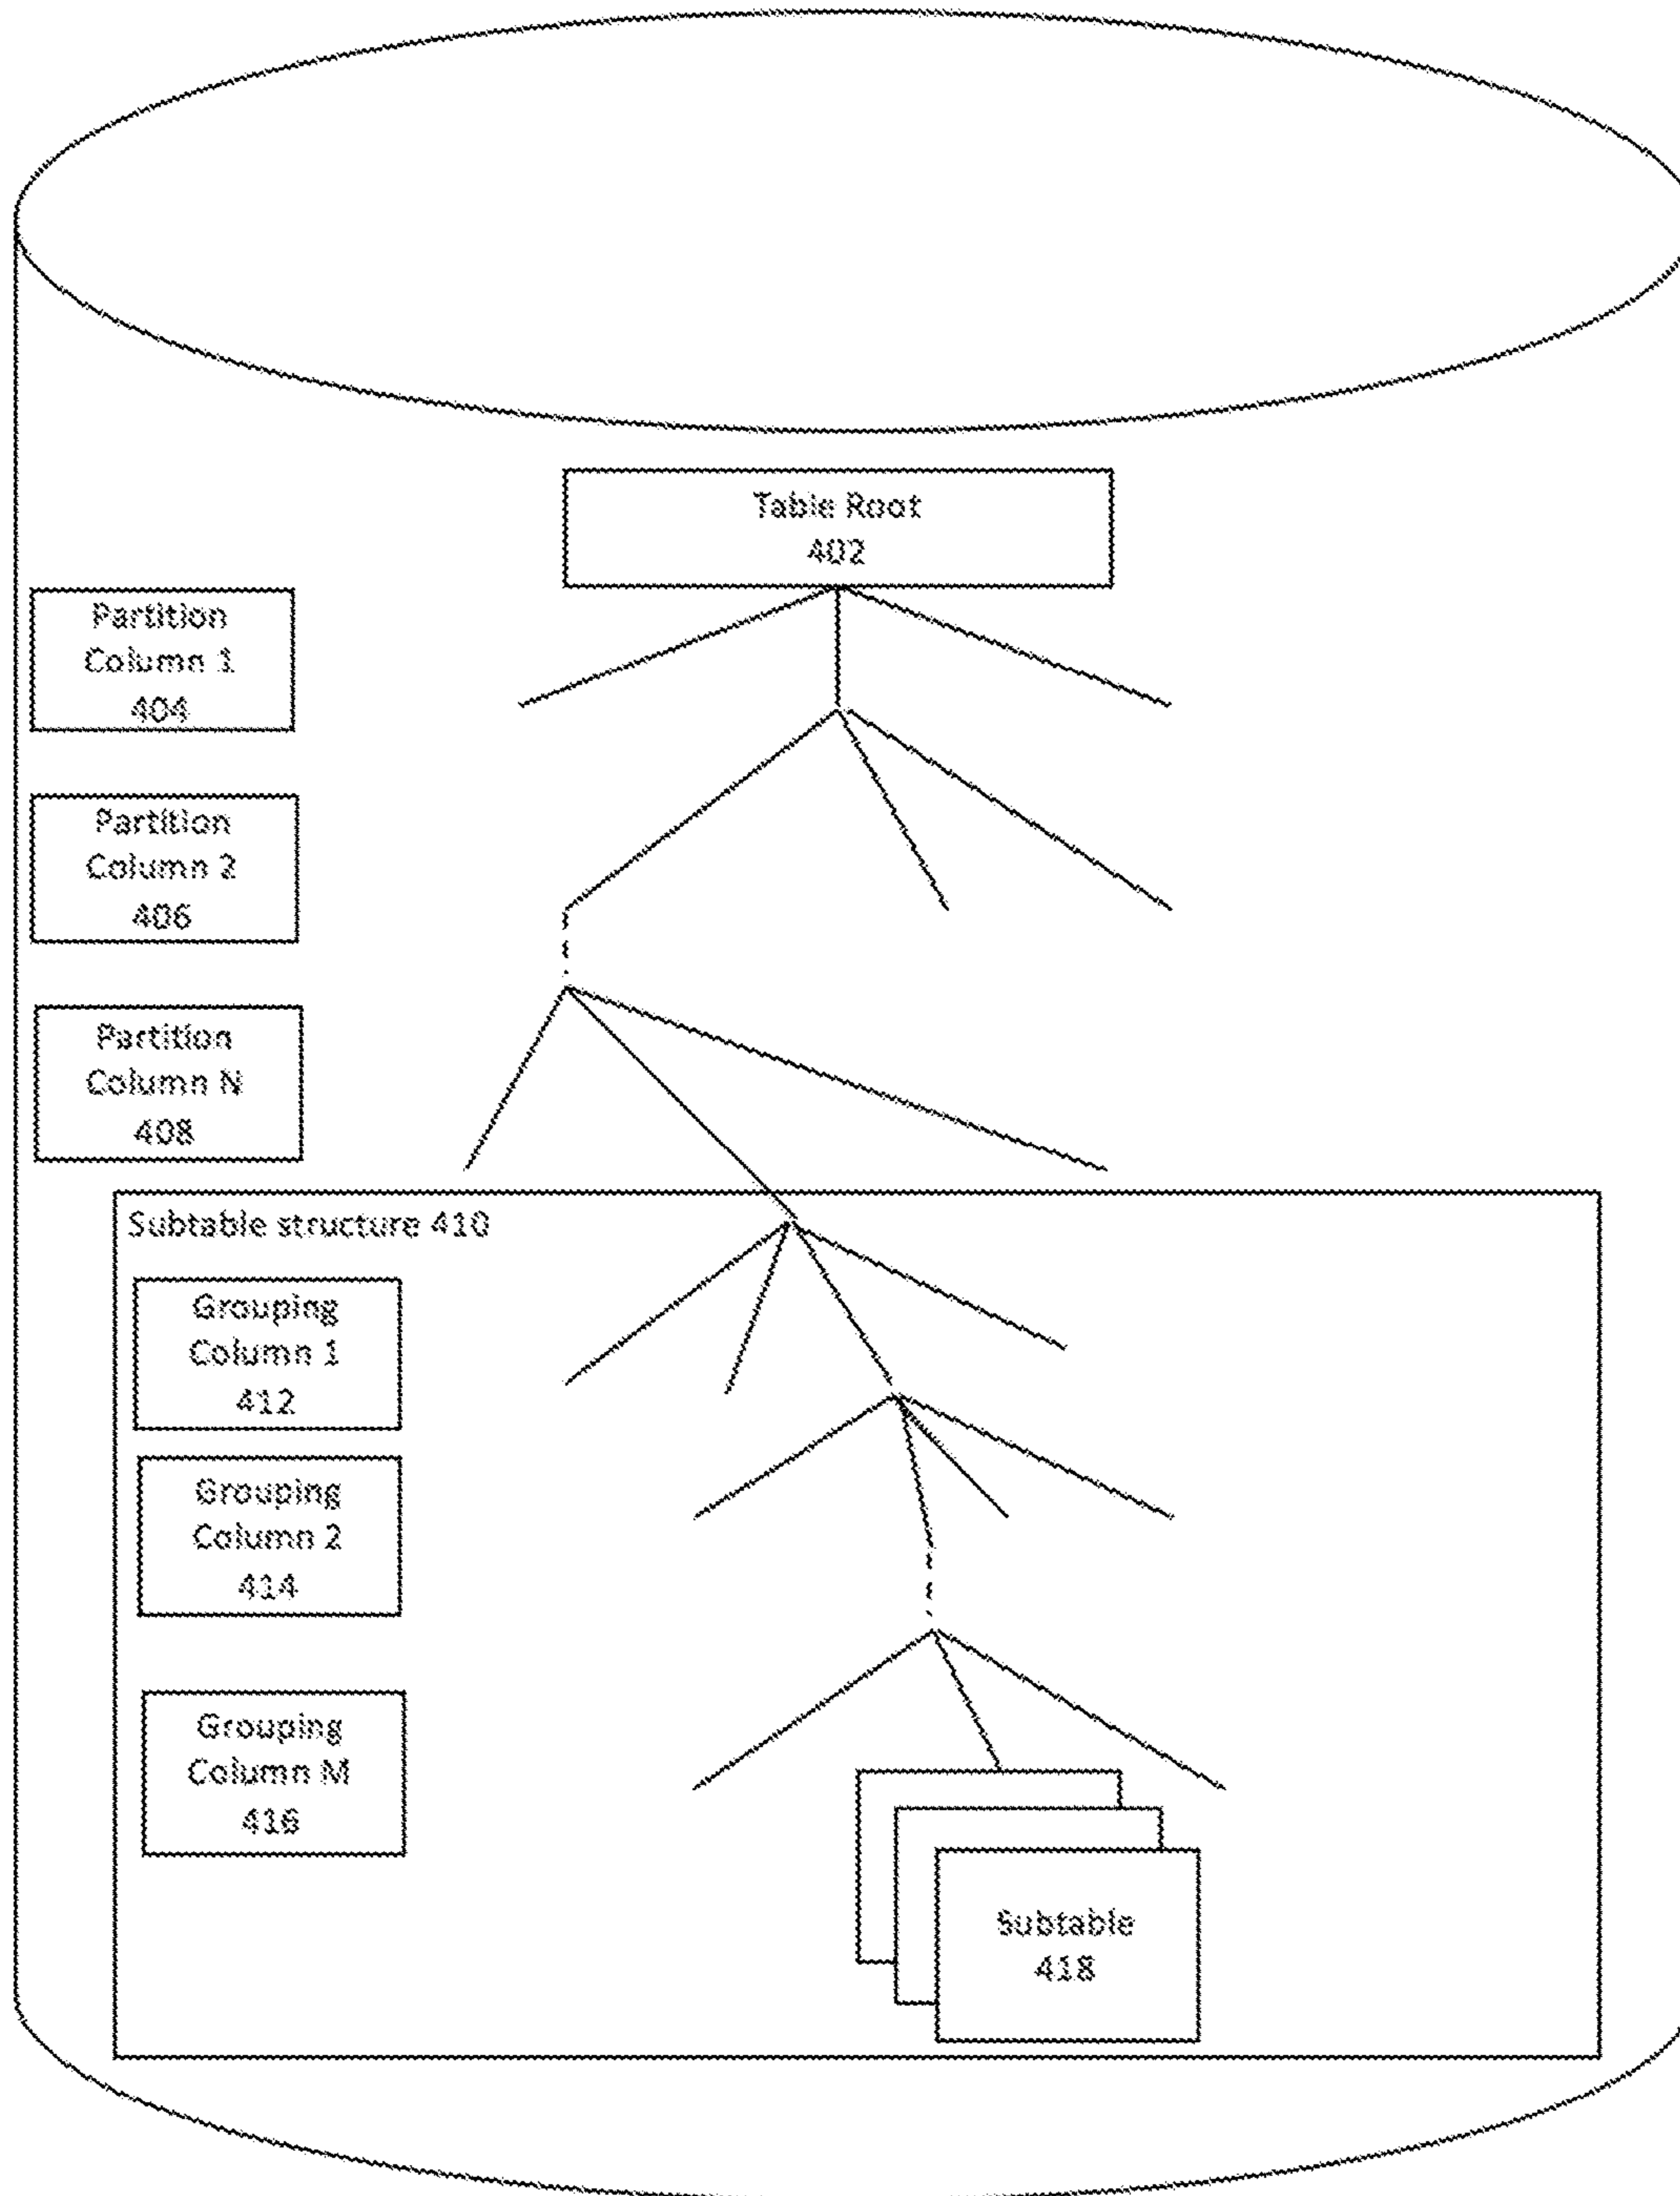 Table Root
402
Partition
Column 1
404
Partition
Column 2
406
Partition
Column N
408
Subtable structure 410
Grouping
Column 1
412
Grouping
Column 2
414
Grouping
Column M
416
Subtable
418